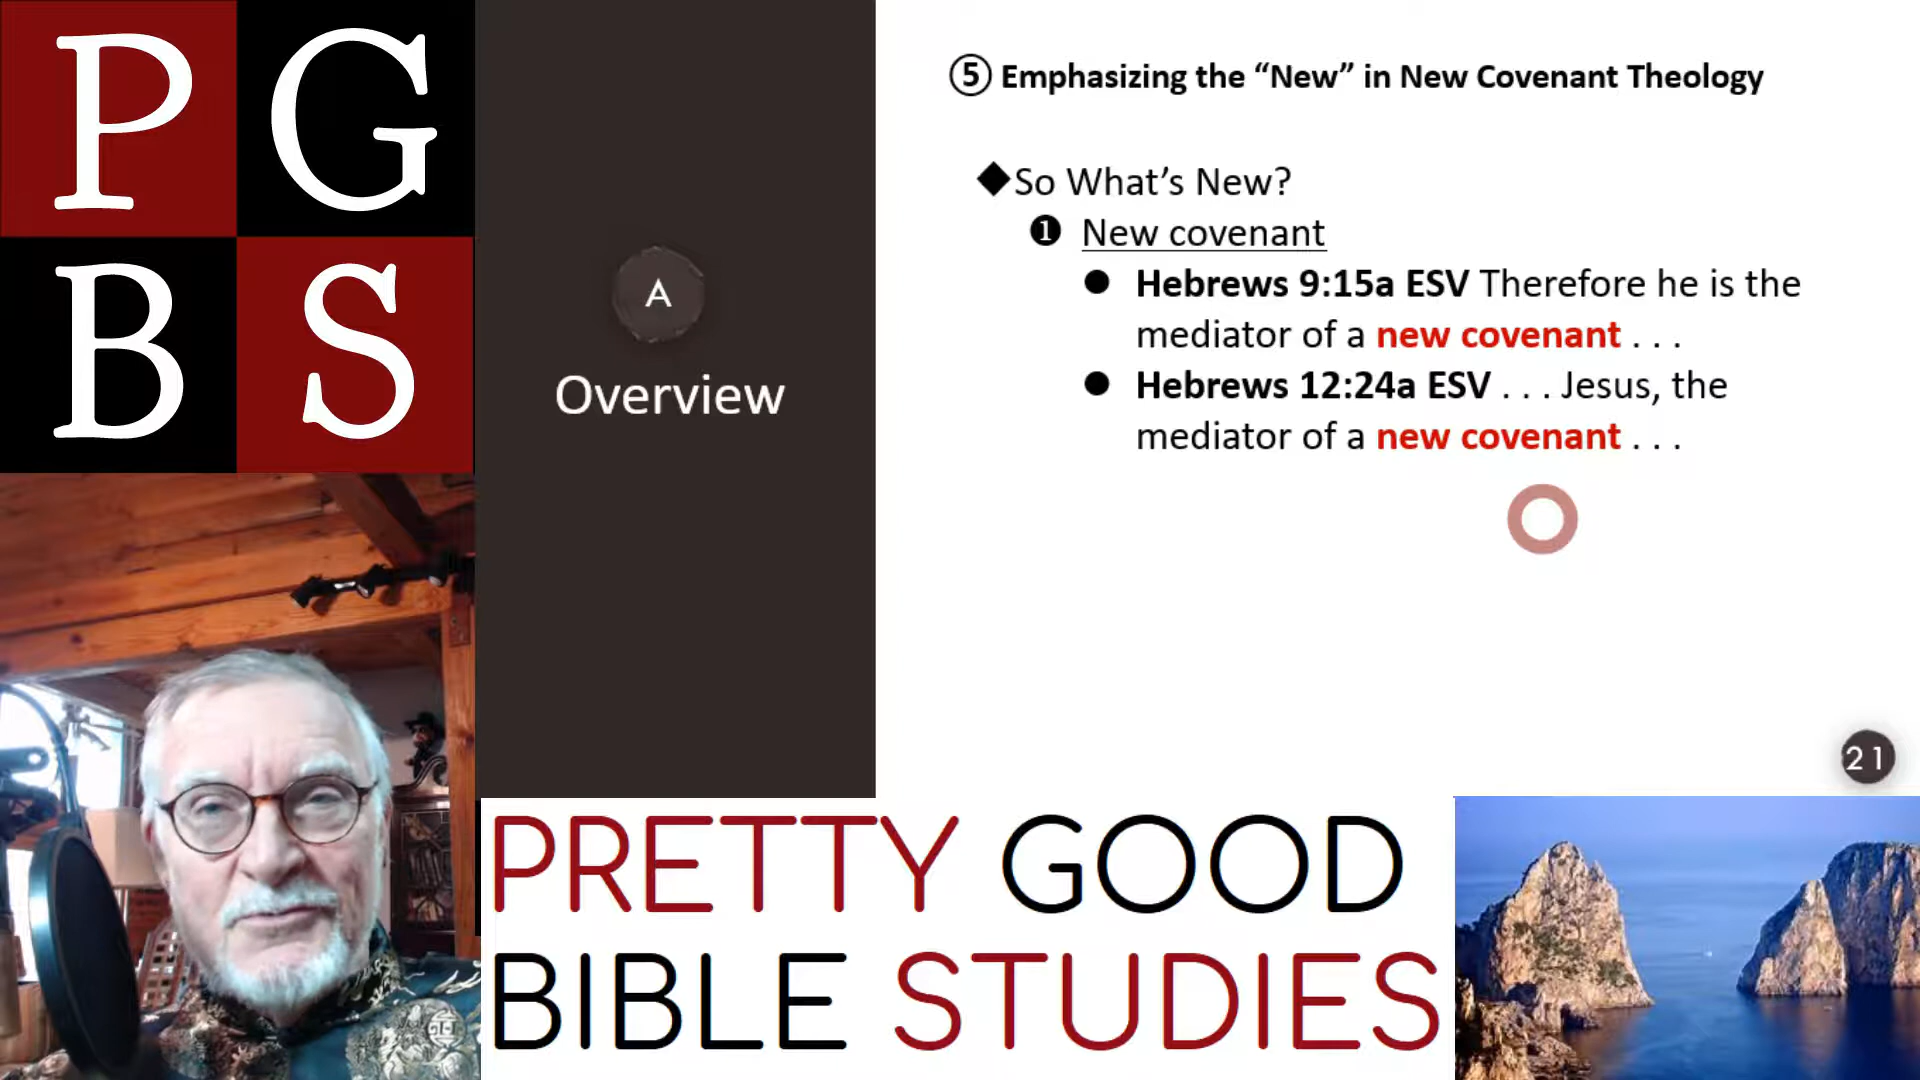 P G
B S
A
Overview
⑤ Emphasizing the “New” in New Covenant Theology
◆So What’s New?
❶ New covenant
● Hebrews 9:15a ESV Therefore he is the
mediator of a new covenant . . .
● Hebrews 12:24a ESV . . . Jesus, the
mediator of a new covenant . . .
21
PRETTY GOOD
BIBLE STUDIES